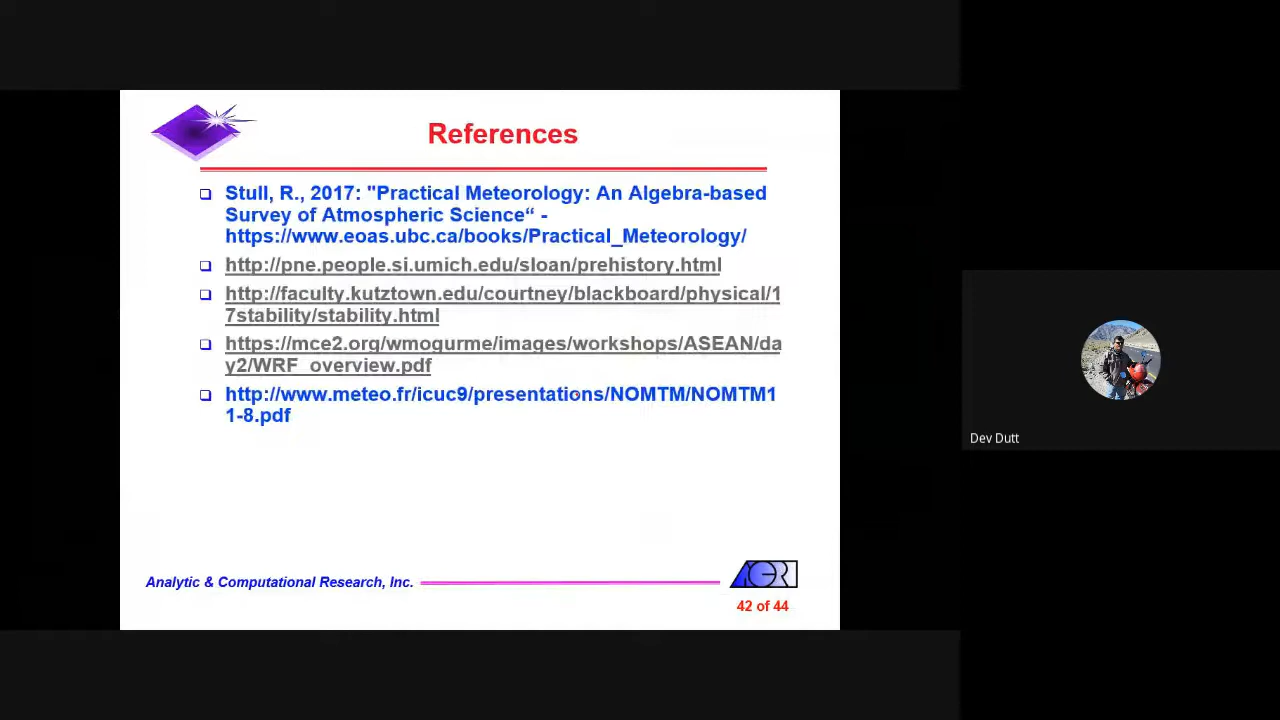 References
Stull, R., 2017: "Practical Meteorology: An Algebra-based
Survey of Atmospheric Science“ -
https://www.eoas.ubc.ca/books/Practical_Meteorology/
http://pne.people.si.umich.edu/sloan/prehistory.html
http://faculty.kutztown.edu/courtney/blackboard/physical/1
7stability/stability.html
https://mce2.org/wmogurme/images/workshops/ASEAN/da
y2/WRF_overview.pdf
http://www.meteo.fr/icuc9/presentations/NOMTM/NOMTM1
1-8.pdf
Analytic & Computational Research, Inc.
ACRI
42 of 44
Dev Dutt